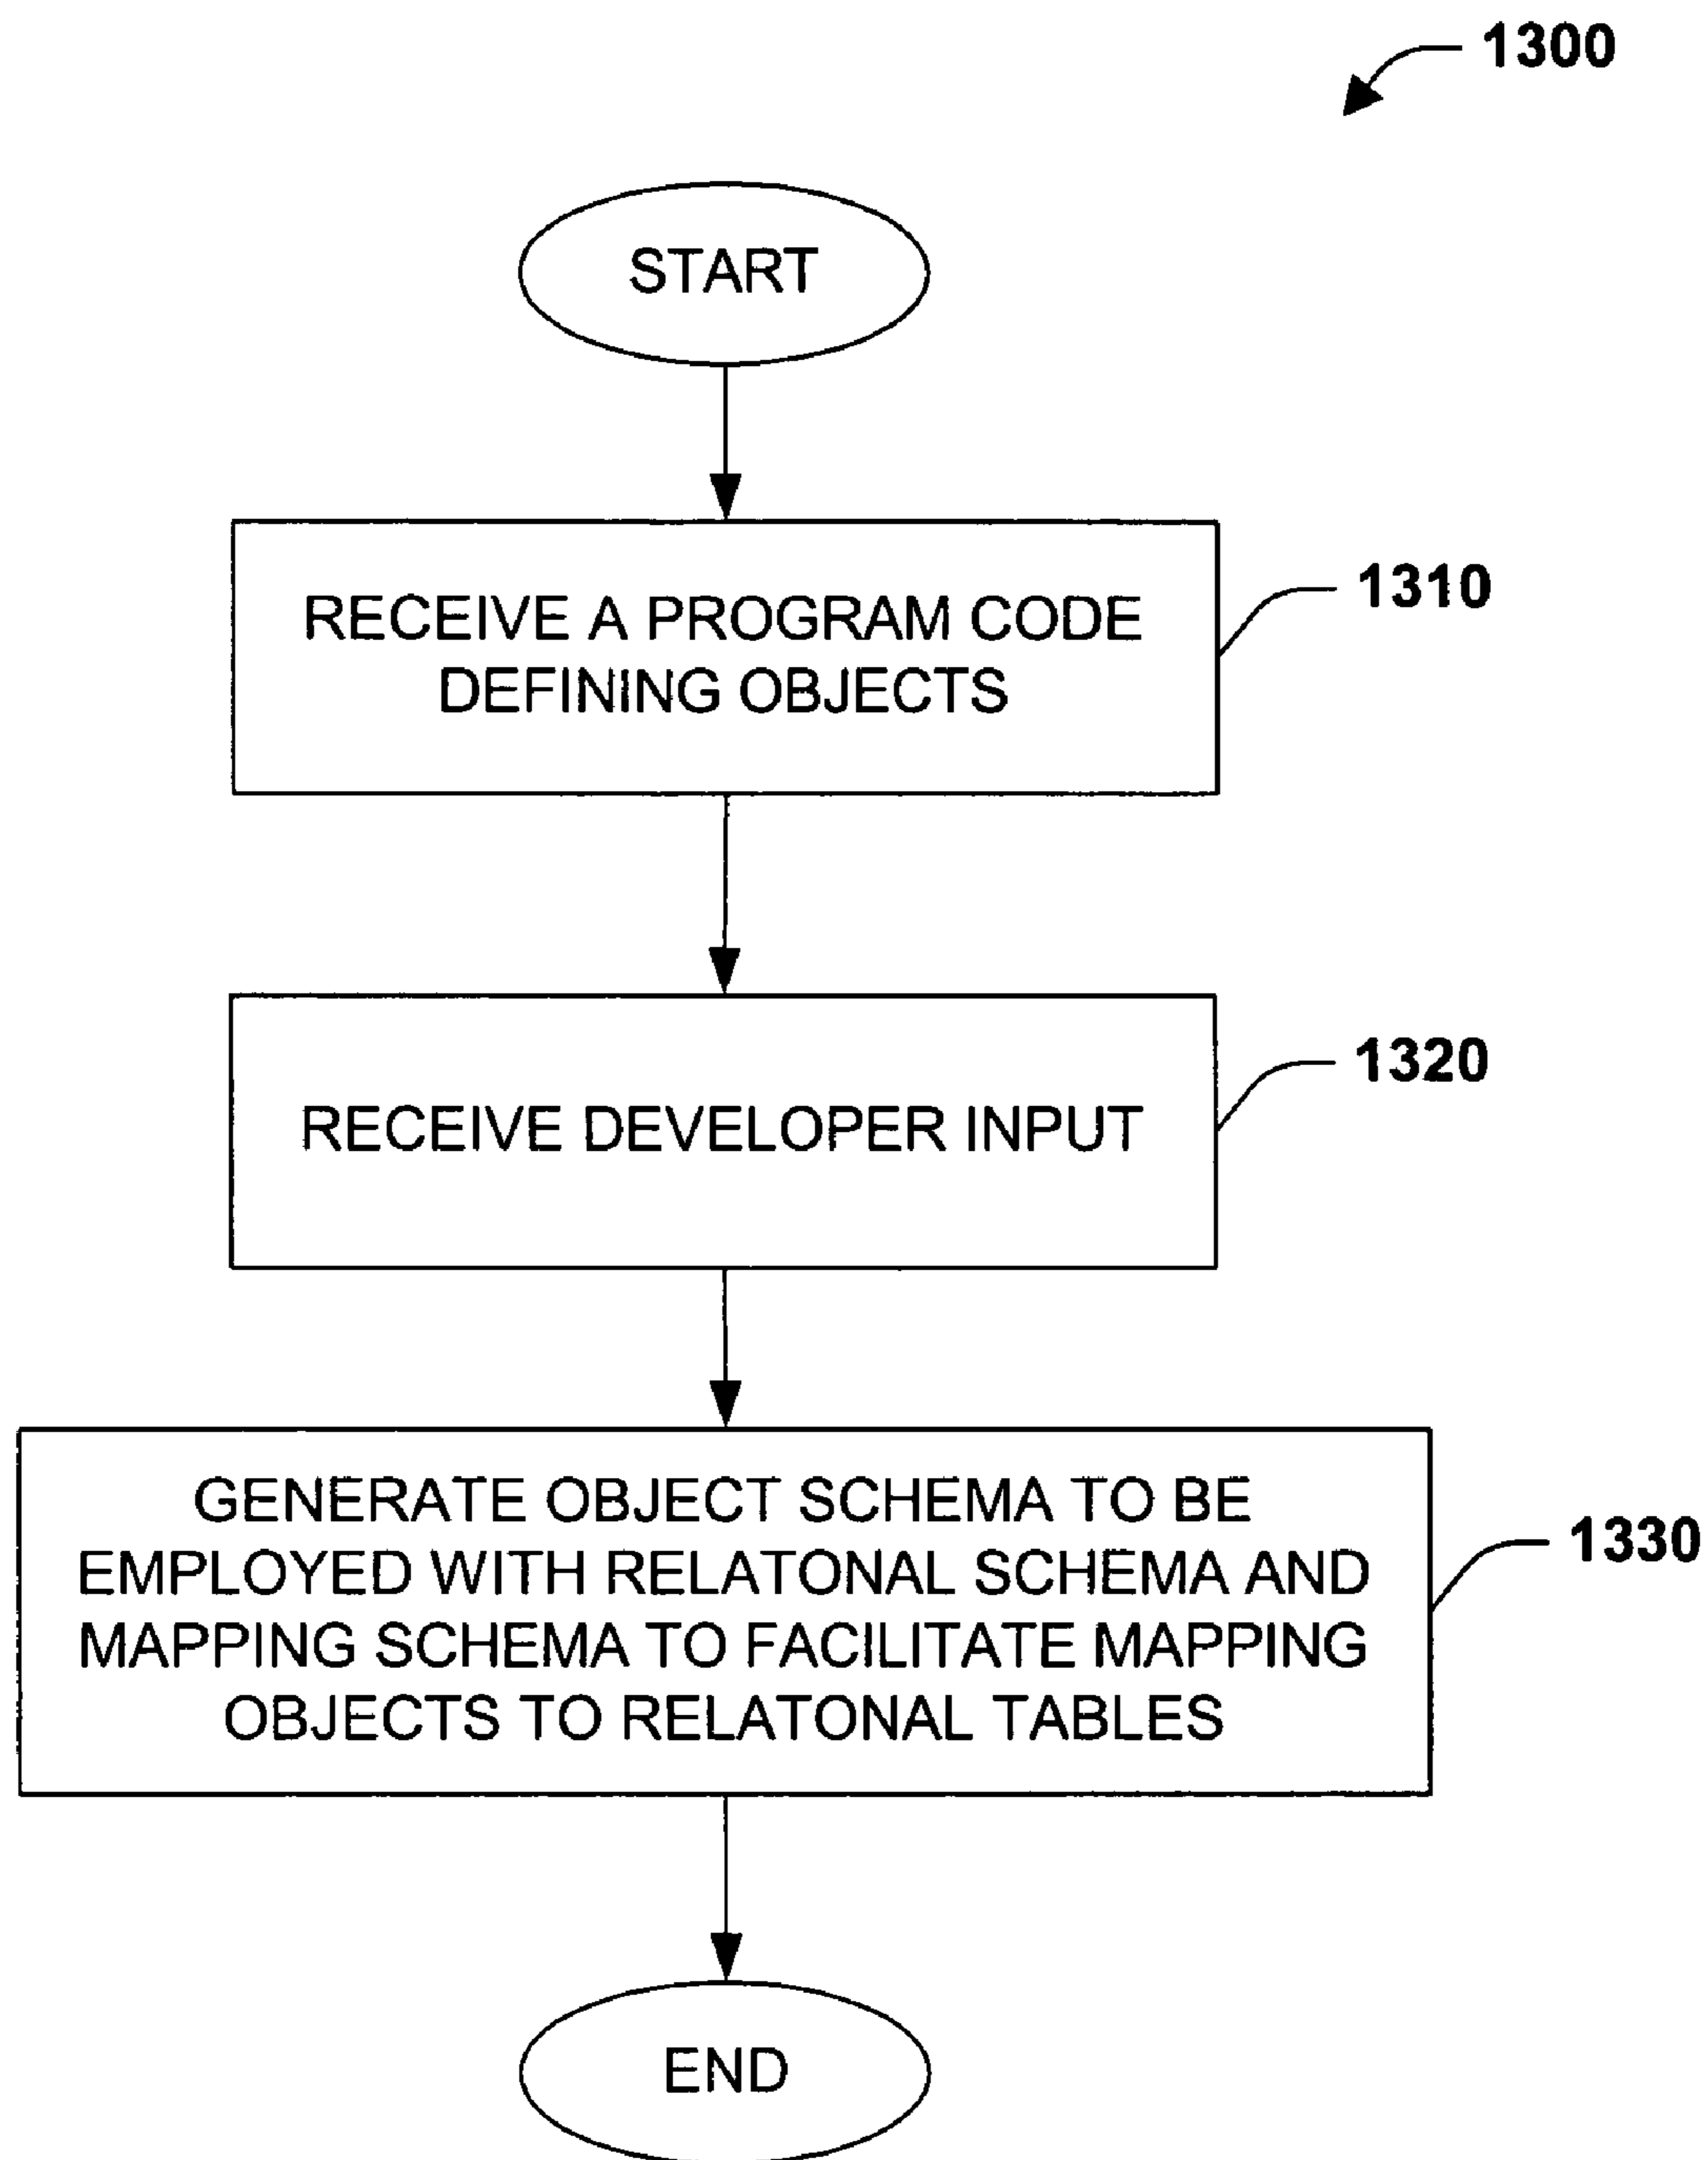 1300
START
RECEIVE A PROGRAM CODE
DEFINING OBJECTS
1310
RECEIVE DEVELOPER INPUT
1320
GENERATE OBJECT SCHEMA TO BE
EMPLOYED WITH RELATONAL SCHEMA AND
MAPPING SCHEMA TO FACILITATE MAPPING
OBJECTS TO RELATONAL TABLES
1330
END